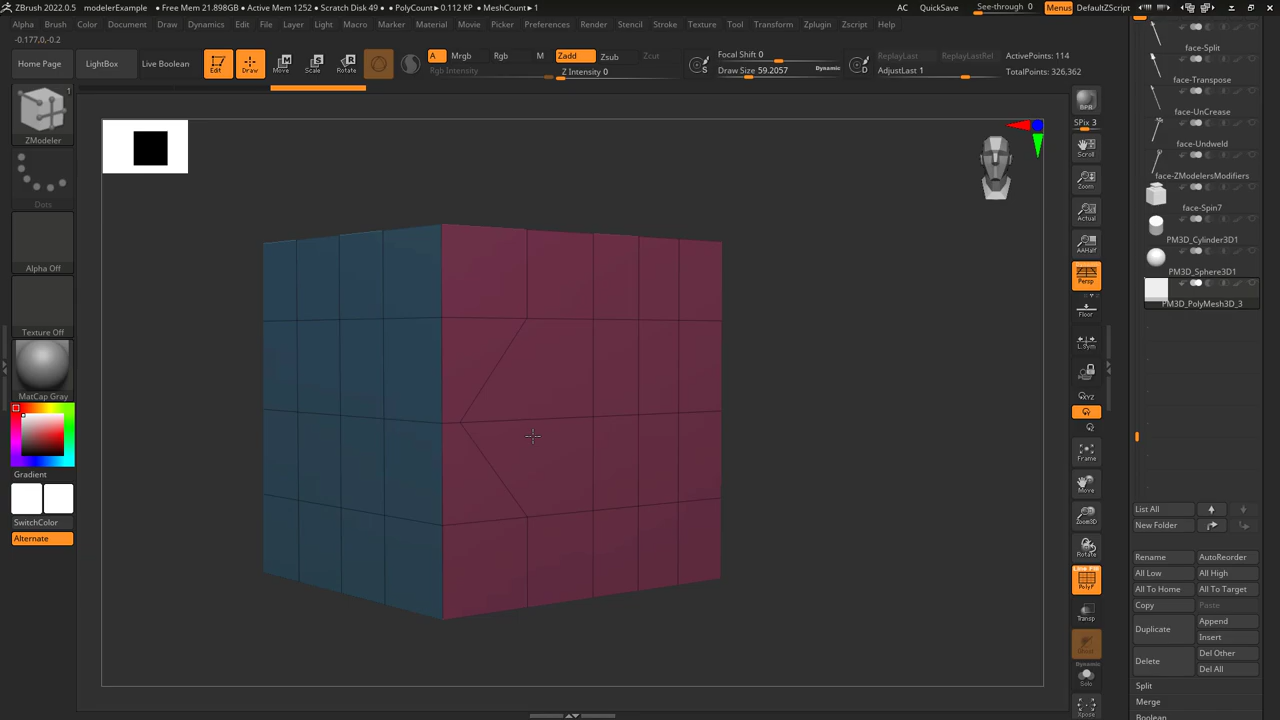 ZBrush 2022.0.5 modelerExample • Free Mem 21.898GB • Active Mem 1252 • Scratch Disk 49 • PolyCount▸0.112 KP • MeshCount▸1
AC QuickSave See-through 0 Menus DefaultZScript
Alpha Brush Color Document Draw Dynamics Edit File Layer Light Macro Marker Material Movie Picker Preferences Render Stencil Stroke Texture Tool Transform Zplugin Zscript Help
-0.177,0,-0.2
Home Page LightBox Live Boolean Edit Draw Move Scale Rotate
A Mrgb Rgb M Zadd Zsub Zcut
Rgb Intensity Z Intensity 0
S Focal Shift 0
Draw Size 59.2057 Dynamic
D ReplayLast ReplayLastRel
AdjustLast 1
ActivePoints: 114
TotalPoints: 326,362
1
ZModeler
Dots
Alpha Off
Texture Off
MatCap Gray
Gradient
SwitchColor
Alternate
BPR
SPix 3
Scroll
Zoom
Actual
AAHalf
Persp
Floor
L.Sym
XYZ
Y
Z
Frame
Move
Zoom3D
Rotate
Line Fill
PolyF
Transp
Ghost
Dynamic
Solo
Xpose
face-Split
face-Transpose
face-UnCrease
face-Undweld
face-ZModelersModifiers
face-Spin7
PM3D_Cylinder3D1
PM3D_Sphere3D1
PM3D_PolyMesh3D_3
List All
New Folder
Rename AutoReorder
All Low All High
All To Home All To Target
Copy Paste
Duplicate Append
Insert
Delete Del Other
Del All
Split
Merge
Boolean